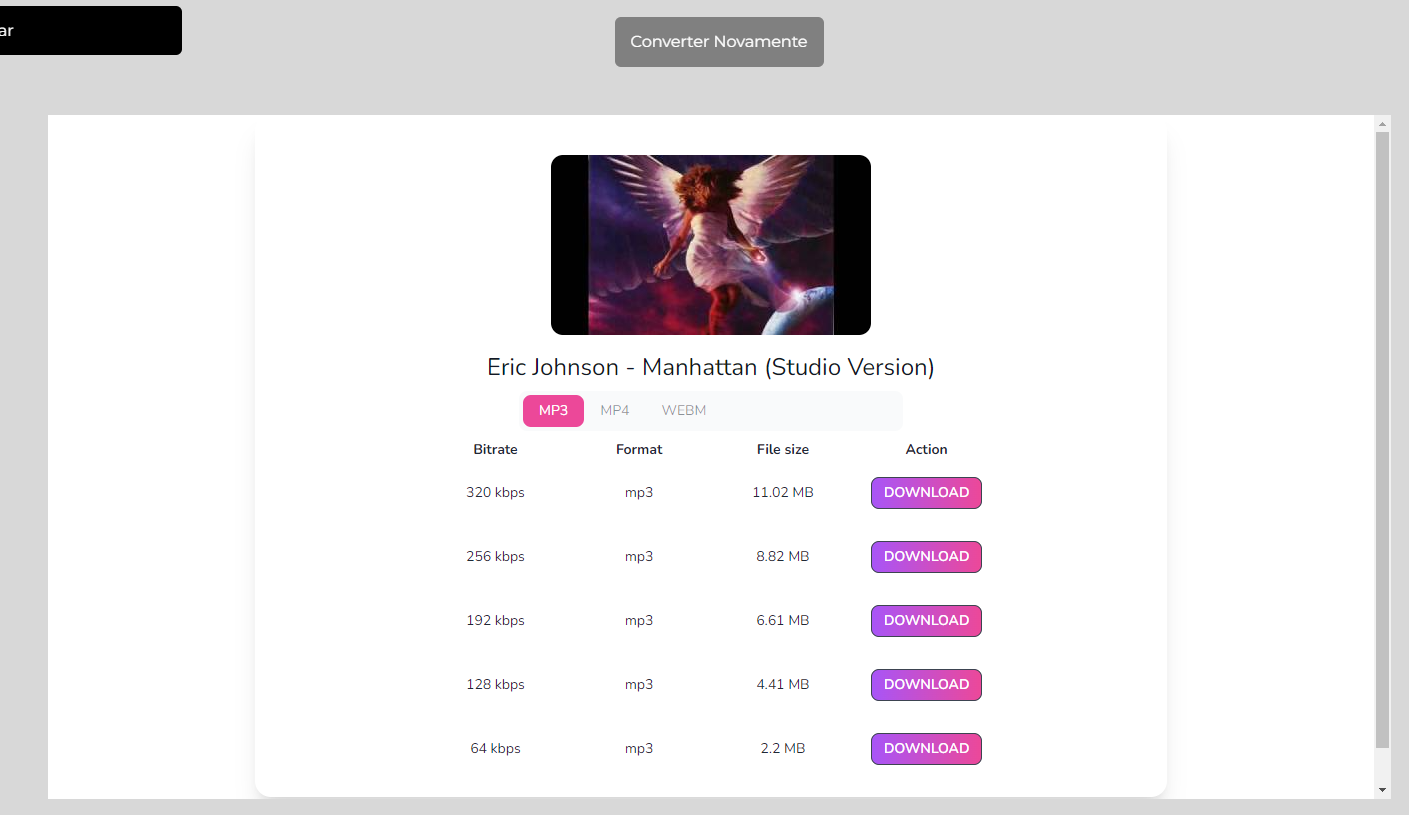 ar
Converter Novamente
Eric Johnson - Manhattan (Studio Version)
MP3 MP4 WEBM
Bitrate Format File size Action
320 kbps mp3 11.02 MB DOWNLOAD
256 kbps mp3 8.82 MB DOWNLOAD
192 kbps mp3 6.61 MB DOWNLOAD
128 kbps mp3 4.41 MB DOWNLOAD
64 kbps mp3 2.2 MB DOWNLOAD